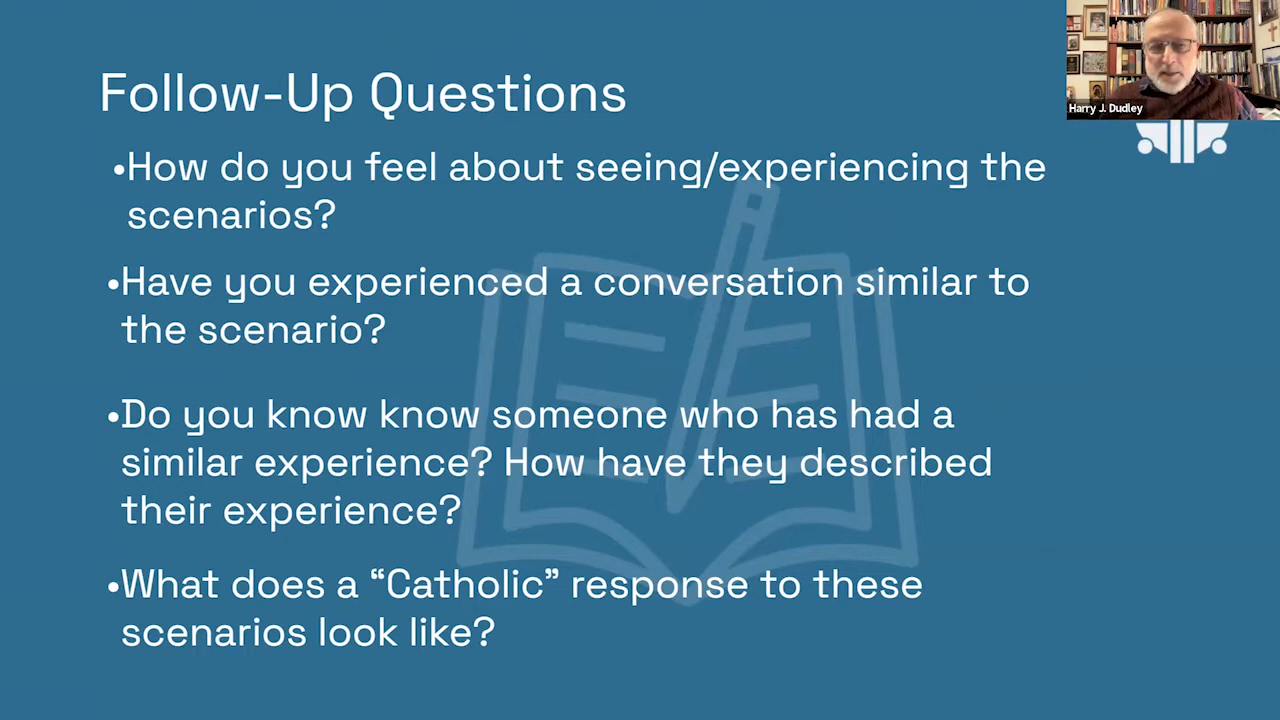 Follow-Up Questions
•How do you feel about seeing/experiencing the
scenarios?
•Have you experienced a conversation similar to
the scenario?
•Do you know know someone who has had a
similar experience? How have they described
their experience?
•What does a “Catholic” response to these
scenarios look like?
Harry J. Dudley